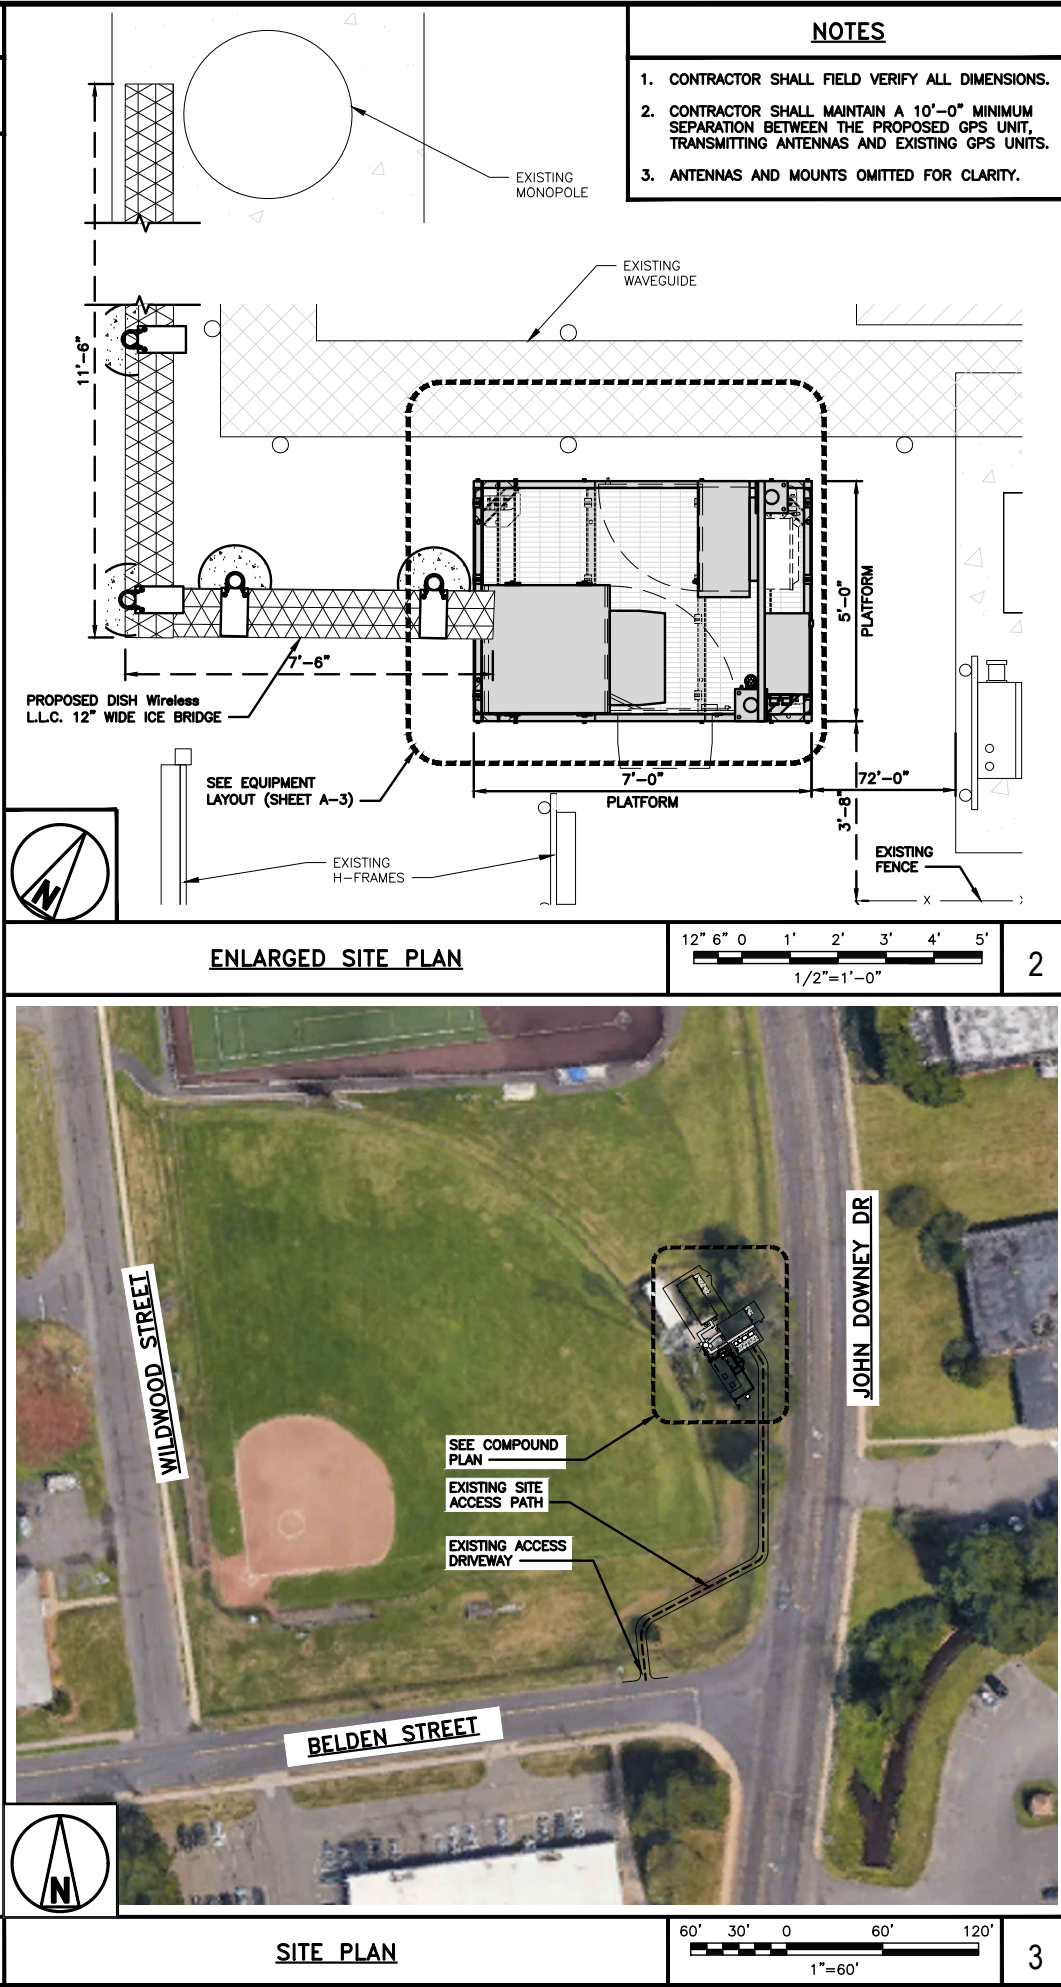 NOTES
1. CONTRACTOR SHALL FIELD VERIFY ALL DIMENSIONS.
2. CONTRACTOR SHALL MAINTAIN A 10'-0" MINIMUM
SEPARATION BETWEEN THE PROPOSED GPS UNIT,
TRANSMITTING ANTENNAS AND EXISTING GPS UNITS.
3. ANTENNAS AND MOUNTS OMITTED FOR CLARITY.
EXISTING
MONOPOLE
EXISTING
WAVEGUIDE
11'-6"
7'-6"
PROPOSED DISH Wireless
L.L.C. 12" WIDE ICE BRIDGE
5'-0"
PLATFORM
SEE EQUIPMENT
LAYOUT (SHEET A-3)
7'-0"
PLATFORM
72'-0"
3'-8"
EXISTING
H-FRAMES
EXISTING
FENCE
X
N
ENLARGED SITE PLAN
12" 6" 0 1' 2' 3' 4' 5'
1/2"=1'-0"
2
WILDWOOD STREET
JOHN DOWNEY DR
SEE COMPOUND
PLAN
EXISTING SITE
ACCESS PATH
EXISTING ACCESS
DRIVEWAY
BELDEN STREET
N
SITE PLAN
60' 30' 0 60' 120'
1"=60'
3